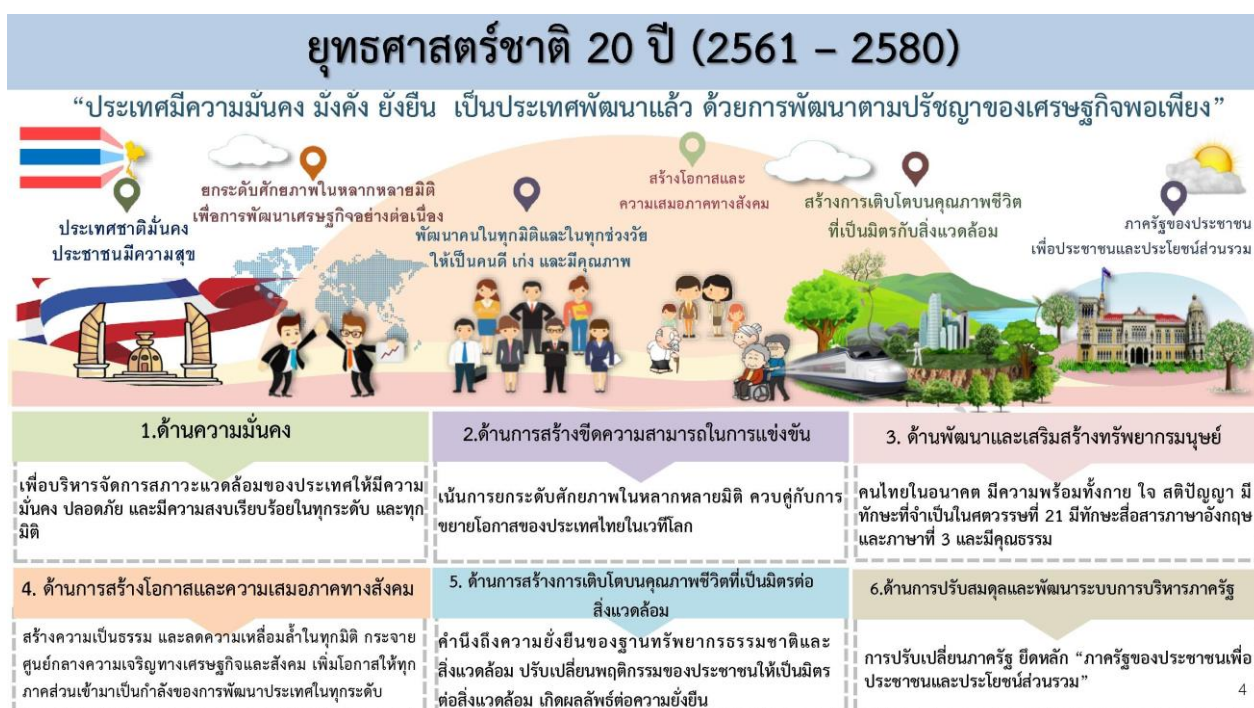 ยุทธศาสตร์ชาติ 20 ปี (2561 – 2580)
“ประเทศมีความมั่นคง มั่งคั่ง ยั่งยืน เป็นประเทศพัฒนาแล้ว ด้วยการพัฒนาตามปรัชญาของเศรษฐกิจพอเพียง”
ประเทศชาติมั่นคง
ประชาชนมีความสุข
ยกระดับศักยภาพในหลากหลายมิติ
เพื่อการพัฒนาเศรษฐกิจอย่างต่อเนื่อง
พัฒนาคนในทุกมิติและในทุกช่วงวัย
ให้เป็นคนดี เก่ง และมีคุณภาพ
สร้างโอกาสและ
ความเสมอภาคทางสังคม
สร้างการเติบโตบนคุณภาพชีวิต
ที่เป็นมิตรกับสิ่งแวดล้อม
ภาครัฐของประชาชน
เพื่อประชาชนและประโยชน์ส่วนรวม
1.ด้านความมั่นคง
เพื่อบริหารจัดการสภาวะแวดล้อมของประเทศให้มีความ
มั่นคง ปลอดภัย และมีความสงบเรียบร้อยในทุกระดับ และทุก
มิติ
2.ด้านการสร้างขีดความสามารถในการแข่งขัน
เน้นการยกระดับศักยภาพในหลากหลายมิติ ควบคู่กับการ
ขยายโอกาสของประเทศไทยในเวทีโลก
3. ด้านพัฒนาและเสริมสร้างทรัพยากรมนุษย์
คนไทยในอนาคต มีความพร้อมทั้งกาย ใจ สติปัญญา มี
ทักษะที่จำเป็นในศตวรรษที่ 21 มีทักษะสื่อสารภาษาอังกฤษ
และภาษาที่ 3 และมีคุณธรรม
4. ด้านการสร้างโอกาสและความเสมอภาคทางสังคม
สร้างความเป็นธรรม และลดความเหลื่อมล้ำในทุกมิติ กระจาย
ศูนย์กลางความเจริญทางเศรษฐกิจและสังคม เพิ่มโอกาสให้ทุก
ภาคส่วนเข้ามาเป็นกำลังของการพัฒนาประเทศในทุกระดับ
5. ด้านการสร้างการเติบโตบนคุณภาพชีวิตที่เป็นมิตรต่อ
สิ่งแวดล้อม
คำนึงถึงความยั่งยืนของฐานทรัพยากรธรรมชาติและ
สิ่งแวดล้อม ปรับเปลี่ยนพฤติกรรมของประชาชนให้เป็นมิตร
ต่อสิ่งแวดล้อม เกิดผลลัพธ์ต่อความยั่งยืน
6.ด้านการปรับสมดุลและพัฒนาระบบการบริหารภาครัฐ
การปรับเปลี่ยนภาครัฐ ยึดหลัก “ภาครัฐของประชาชนเพื่อ
ประชาชนและประโยชน์ส่วนรวม”
4